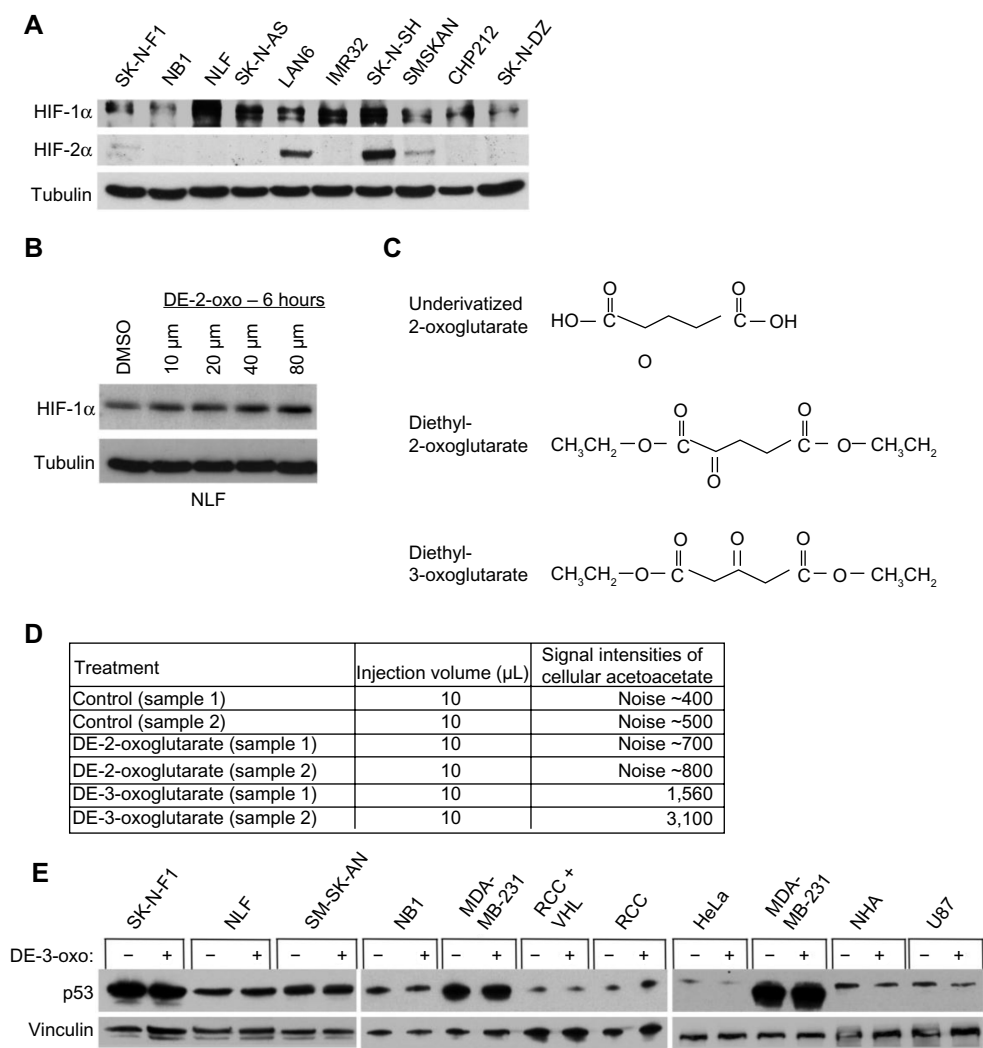 A
SK-N-F1 NB1 NLF SK-N-AS LAN6 IMR32 SK-N-SH SMSKAN CHP212 SK-N-DZ
HIF-1α
HIF-2α
Tubulin
B
DE-2-oxo – 6 hours
DMSO 10 µm 20 µm 40 µm 80 µm
HIF-1α
Tubulin
NLF
C
Underivatized
2-oxoglutarate
O O
HO C C OH
O
Diethyl-
2-oxoglutarate
O O
CH₃CH₂ O C C O CH₃CH₂
O
Diethyl-
3-oxoglutarate
O O O
CH₃CH₂ O C C O CH₃CH₂
D
Treatment Injection volume (µL) Signal intensities of
cellular acetoacetate
Control (sample 1) 10 Noise ~400
Control (sample 2) 10 Noise ~500
DE-2-oxoglutarate (sample 1) 10 Noise ~700
DE-2-oxoglutarate (sample 2) 10 Noise ~800
DE-3-oxoglutarate (sample 1) 10 1,560
DE-3-oxoglutarate (sample 2) 10 3,100
E
SK-N-F1 NLF SM-SK-AN NB1 MDA-
MB-231 RCC +
VHL RCC HeLa MDA-
MB-231 NHA U87
DE-3-oxo: – + – + – + – + – + – + – + – + – + – + – +
p53
Vinculin